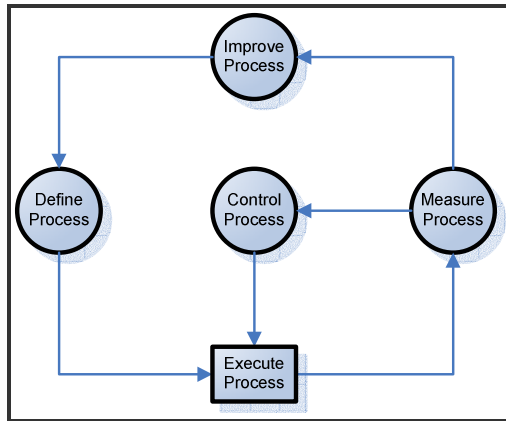 Improve
Process
Define
Process
Control
Process
Measure
Process
Execute
Process